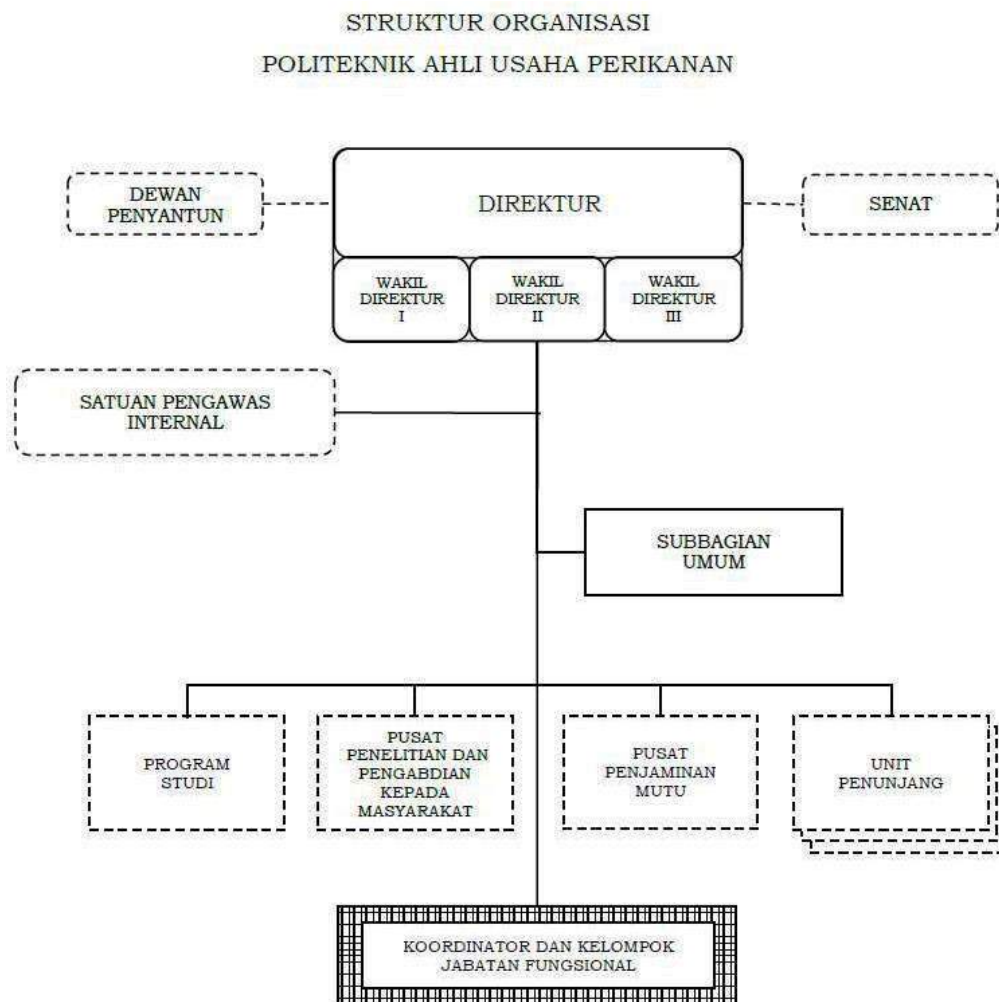 STRUKTUR ORGANISASI
POLITEKNIK AHLI USAHA PERIKANAN
DEWAN
PENYANTUN
DIREKTUR
SENAT
WAKIL
DIREKTUR
I
WAKIL
DIREKTUR
II
WAKIL
DIREKTUR
III
SATUAN PENGAWAS
INTERNAL
SUBBAGIAN
UMUM
PROGRAM
STUDI
PUSAT
PENELITIAN DAN
PENGABDIAN
KEPADA
MASYARAKAT
PUSAT
PENJAMINAN
MUTU
UNIT
PENUNJANG
KOORDINATOR DAN KELOMPOK
JABATAN FUNGSIONAL